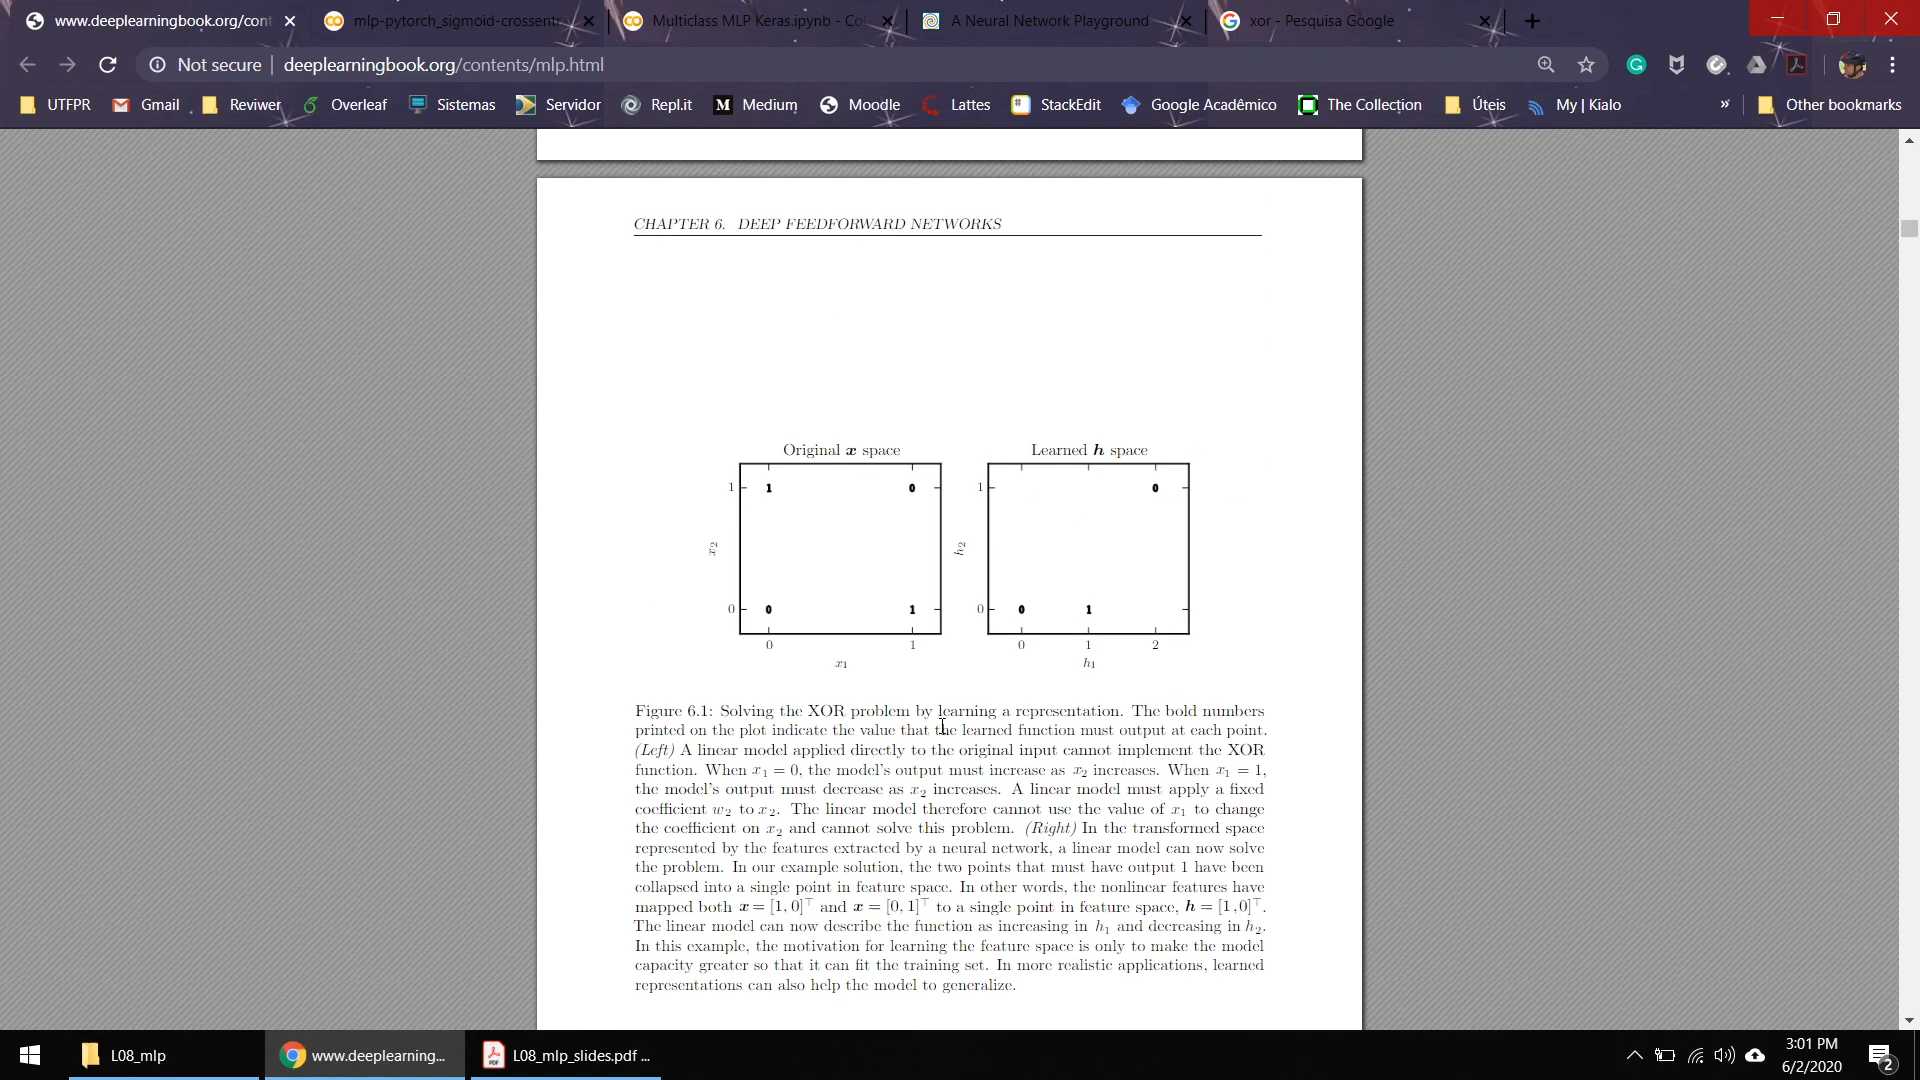 www.deeplearningbook.org/cont
mlp-pytorch_sigmoid-crossentr
Multiclass MLP Keras.ipynb - Co
A Neural Network Playground
xor - Pesquisa Google
Not secure | deeplearningbook.org/contents/mlp.html
UTFPR Gmail Reviwer Overleaf Sistemas Servidor Repl.it Medium Moodle Lattes StackEdit Google Acadêmico The Collection Úteis My | Kialo » Other bookmarks
CHAPTER 6. DEEP FEEDFORWARD NETWORKS
Original x space
1
0
x2
1 0
0 1
0 1
x1
Learned h space
1
0
h2
0
0 1
0 1 2
h1
Figure 6.1: Solving the XOR problem by learning a representation. The bold numbers
printed on the plot indicate the value that the learned function must output at each point.
(Left) A linear model applied directly to the original input cannot implement the XOR
function. When x1 = 0, the model's output must increase as x2 increases. When x1 = 1,
the model's output must decrease as x2 increases. A linear model must apply a fixed
coefficient w2 to x2. The linear model therefore cannot use the value of x1 to change
the coefficient on x2 and cannot solve this problem. (Right) In the transformed space
represented by the features extracted by a neural network, a linear model can now solve
the problem. In our example solution, the two points that must have output 1 have been
collapsed into a single point in feature space. In other words, the nonlinear features have
mapped both x = [1, 0]⊤ and x = [0, 1]⊤ to a single point in feature space, h = [1, 0]⊤.
The linear model can now describe the function as increasing in h1 and decreasing in h2.
In this example, the motivation for learning the feature space is only to make the model
capacity greater so that it can fit the training set. In more realistic applications, learned
representations can also help the model to generalize.
L08_mlp
www.deeplearning...
L08_mlp_slides.pdf ...
3:01 PM
6/2/2020
2